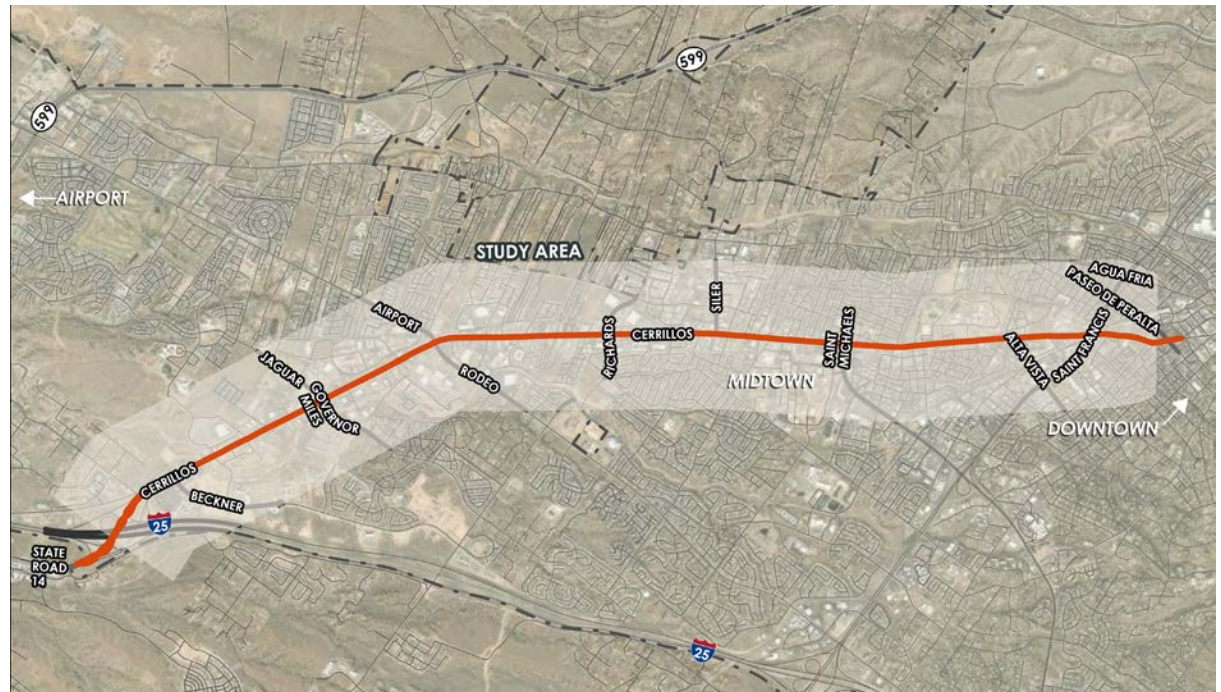 599
599
AIRPORT
STUDY AREA
AGUA FRIA
PASEO DE PERALTA
AIRPORT
SILER
RICHARDS
CERRILLOS
SAINT
MICHAELS
ALTA VISTA
SAINT FRANCIS
JAGUAR
GOVERNOR
MILES
RODEO
MIDTOWN
DOWNTOWN
CERRILLOS
BECKNER
25
STATE
ROAD
14
25